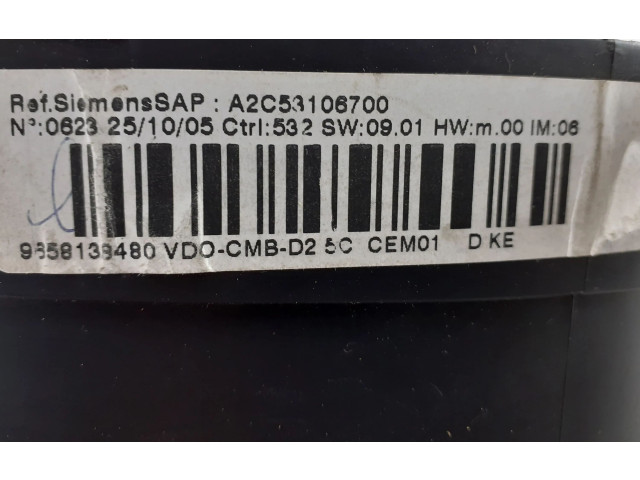 Ref.SiemensSAP : A2C53106700
N°:0623 25/10/05 Ctrl:532 SW:09.01 HW:m.00 IM:06
9658138480 VDO-CMB-D2 5C CEM01 D KE